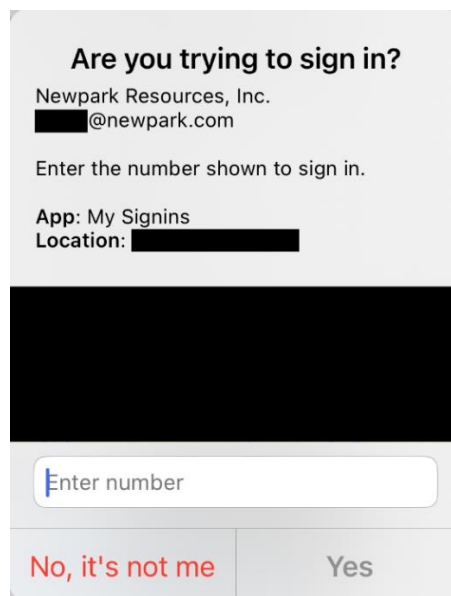 Are you trying to sign in?
Newpark Resources, Inc.
@newpark.com
Enter the number shown to sign in.
App: My Signins
Location:
Enter number
No, it's not me
Yes